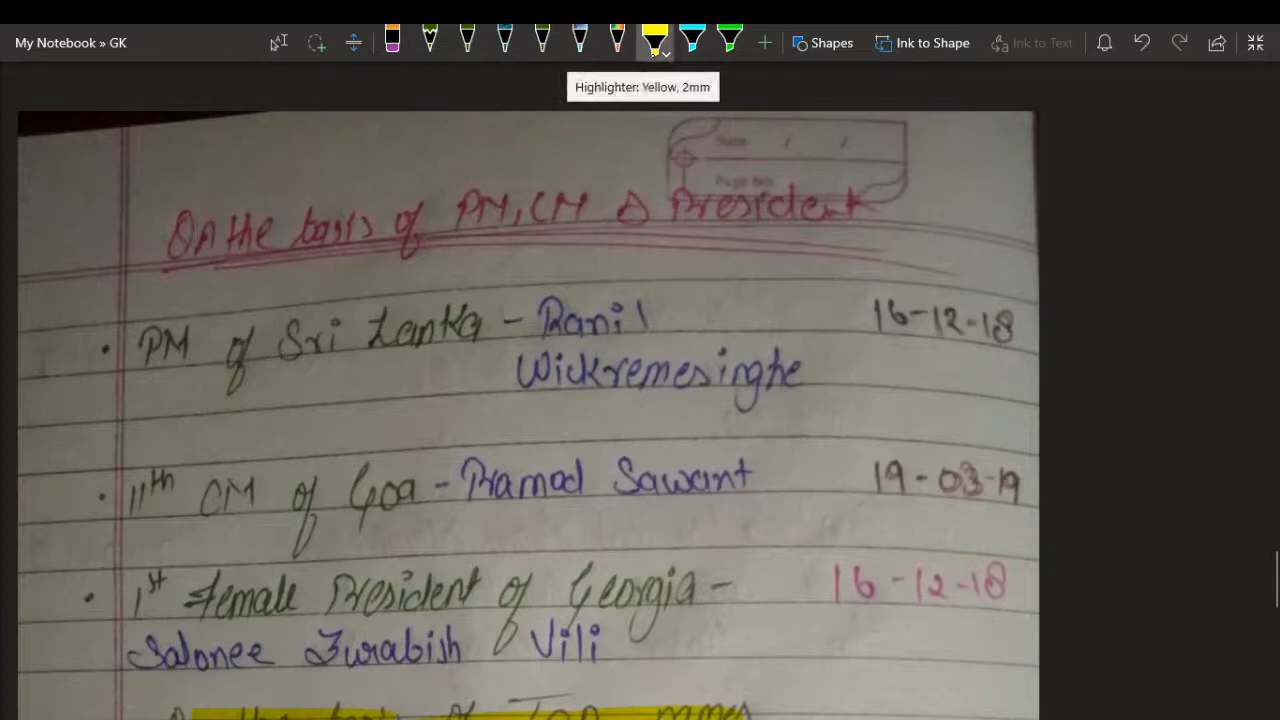 My Notebook » GK
Shapes
Ink to Shape
Ink to Text
Highlighter: Yellow, 2mm
On the basis of PM, CM & President
• PM of Sri Lanka - Ranil 16-12-18
Wickremesinghe
• 11th CM of Goa - Pramod Sawant 19-03-19
• 1st Female President of Georgia - 16-12-18
Salonee Zurabish Vili